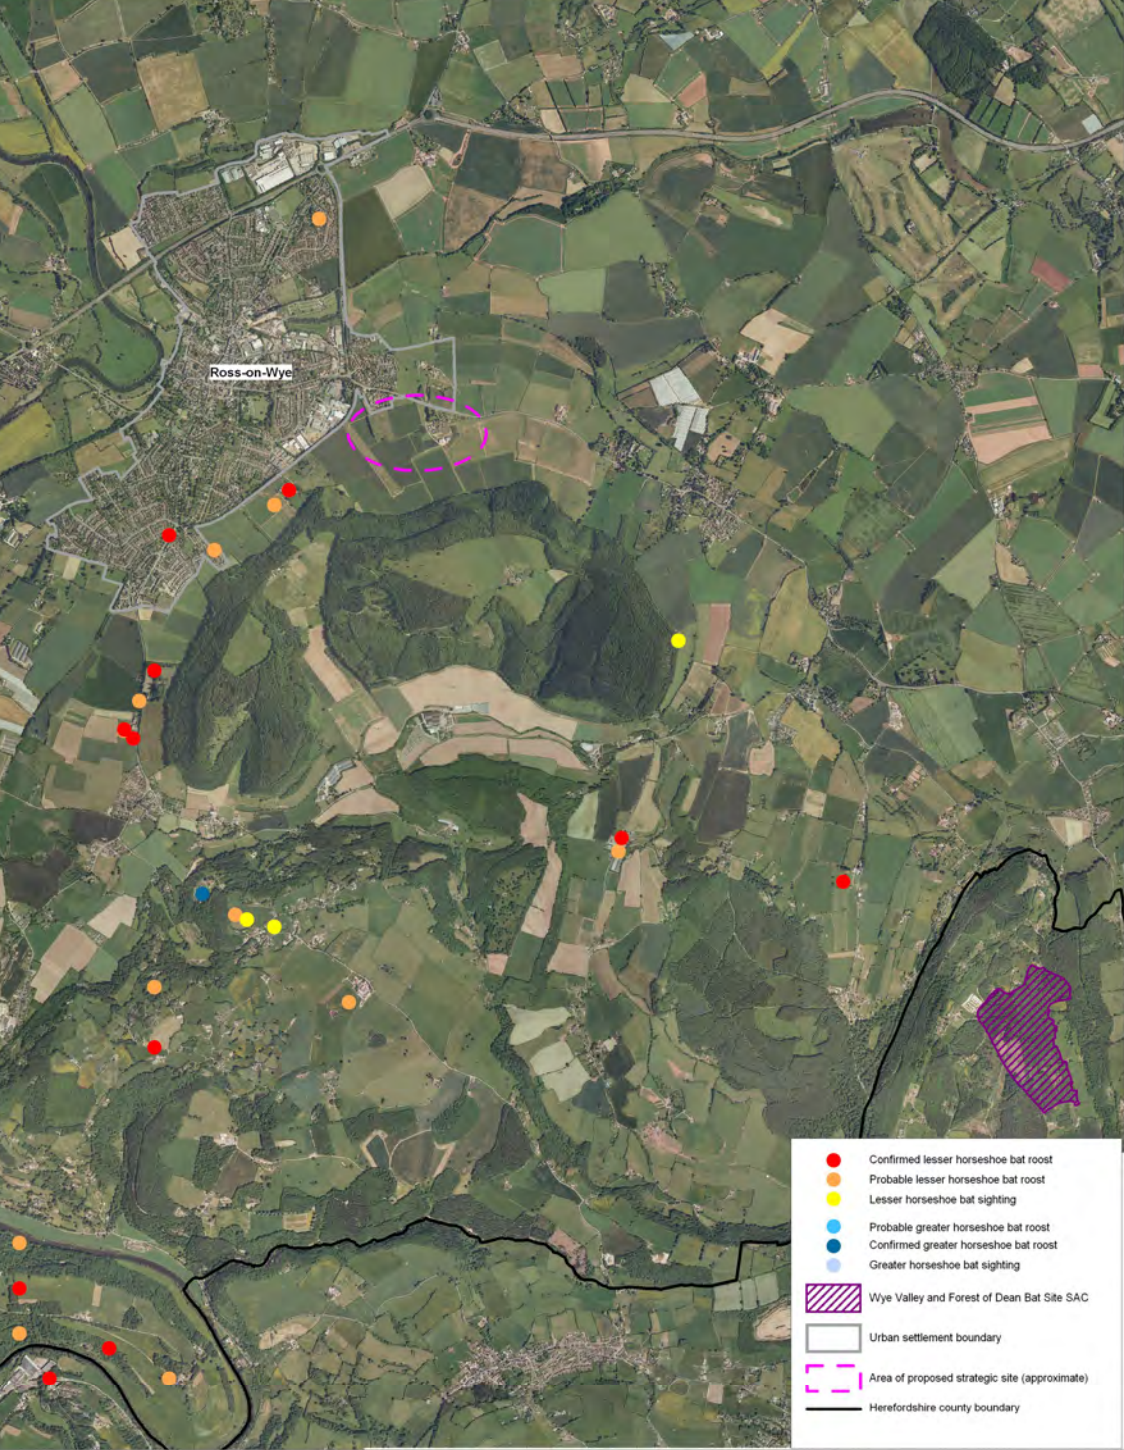 Ross-on-Wye
Confirmed lesser horseshoe bat roost
Probable lesser horseshoe bat roost
Lesser horseshoe bat sighting
Probable greater horseshoe bat roost
Confirmed greater horseshoe bat roost
Greater horseshoe bat sighting
Wye Valley and Forest of Dean Bat Site SAC
Urban settlement boundary
Area of proposed strategic site (approximate)
Herefordshire county boundary